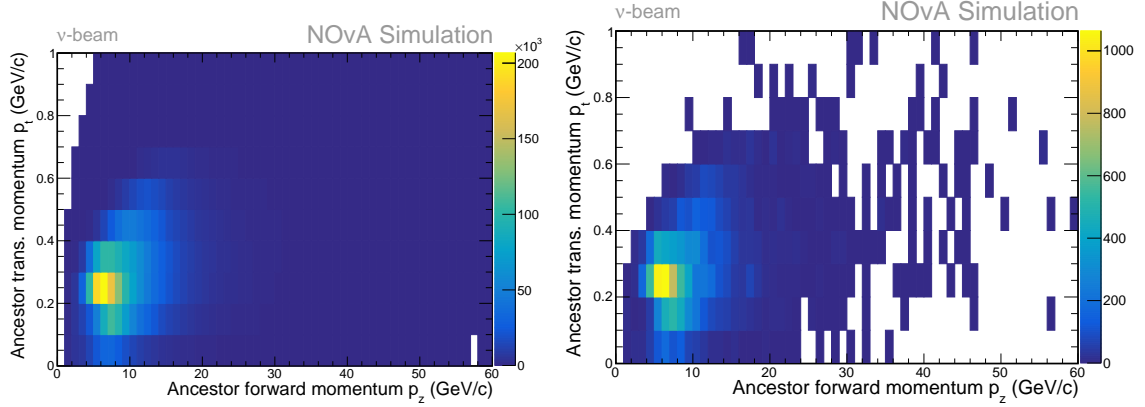 ν-beam
NOvA Simulation
×10³
Ancestor trans. momentum p_t (GeV/c)
1
0.8
0.6
0.4
0.2
0
200
150
100
50
0
0 10 20 30 40 50 60
Ancestor forward momentum p_z (GeV/c)
ν-beam
NOvA Simulation
Ancestor trans. momentum p_t (GeV/c)
1
0.8
0.6
0.4
0.2
0
1000
800
600
400
200
0
0 10 20 30 40 50 60
Ancestor forward momentum p_z (GeV/c)